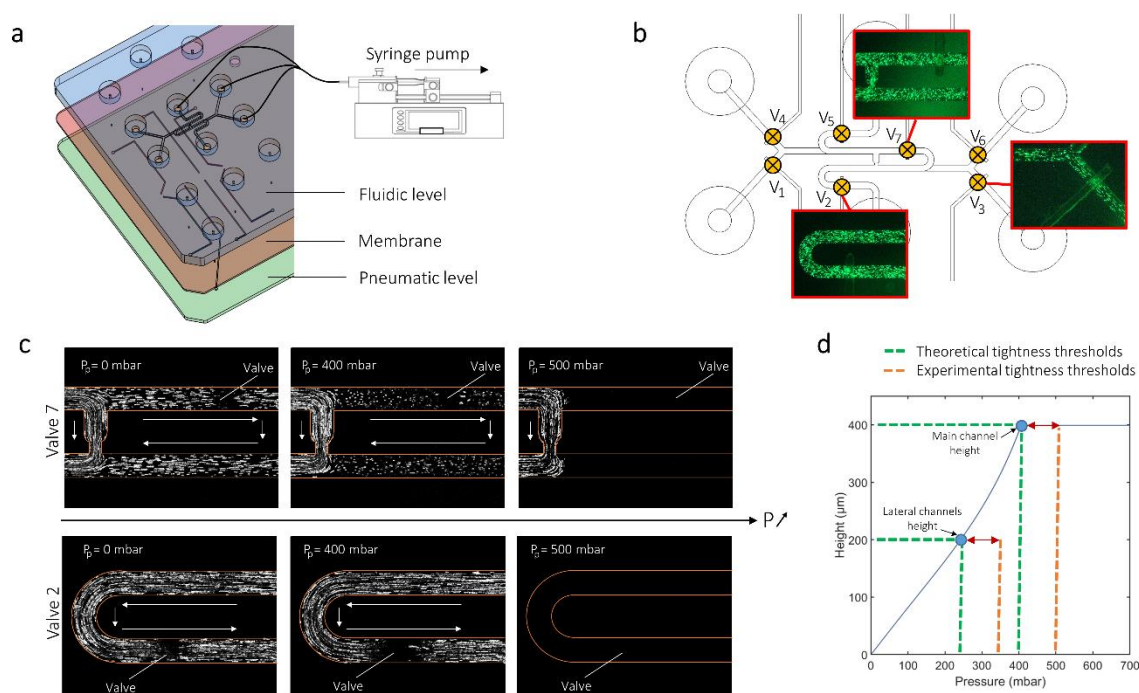 a
Syringe pump
Fluidic level
Membrane
Pneumatic level
b
V4
V5
V7
V6
V1
V2
V3
c
Valve 7
Pp = 0 mbar
Valve
Pp = 400 mbar
Valve
Pp = 500 mbar
Valve
P
Valve 2
Pp = 0 mbar
Valve
Pp = 400 mbar
Valve
Pp = 500 mbar
Valve
d
Theoretical tightness thresholds
Experimental tightness thresholds
Height (µm)
400
300
200
100
0
Main channel
height
Lateral channels
height
0 100 200 300 400 500 600 700
Pressure (mbar)